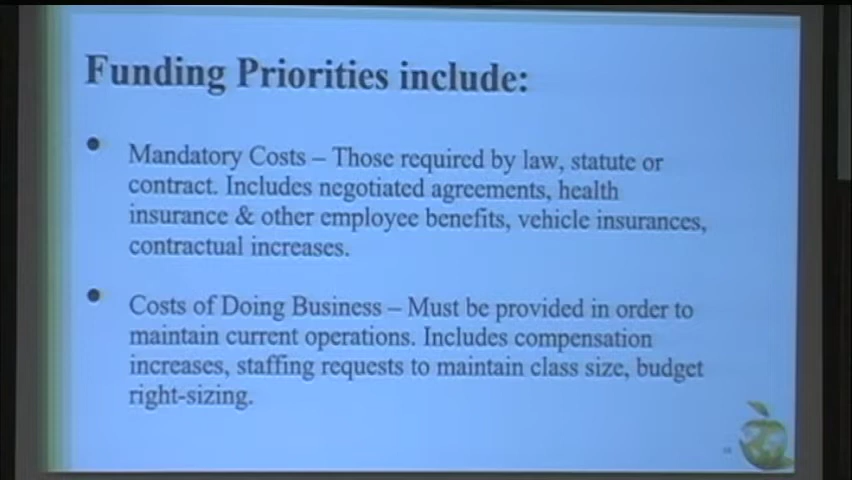 Funding Priorities include:
• Mandatory Costs – Those required by law, statute or
contract. Includes negotiated agreements, health
insurance & other employee benefits, vehicle insurances,
contractual increases.
• Costs of Doing Business – Must be provided in order to
maintain current operations. Includes compensation
increases, staffing requests to maintain class size, budget
right-sizing.